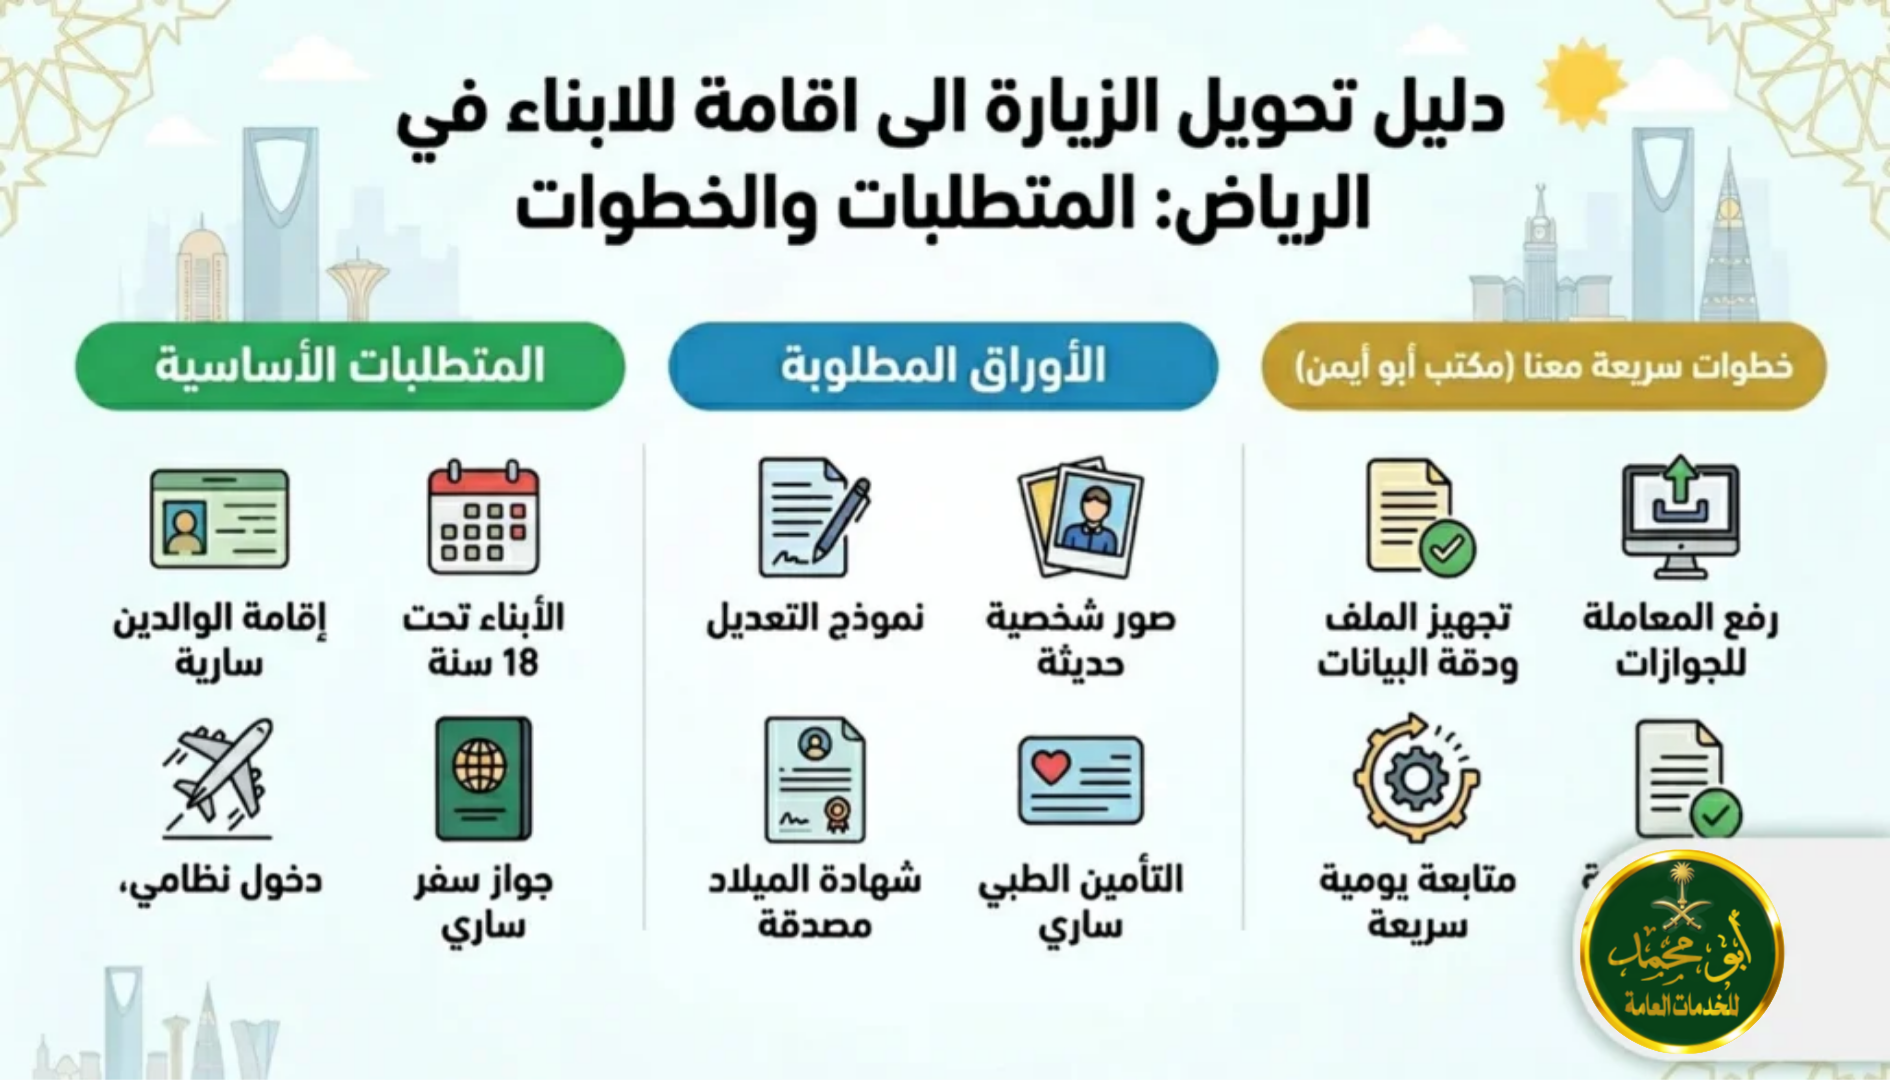 دليل تحويل الزيارة الى اقامة للابناء في
الرياض: المتطلبات والخطوات
خطوات سريعة معنا (مكتب أبو أيمن)
رفع المعاملة
للجوازات
تجهيز الملف
ودقة البيانات
متابعة يومية
سريعة
الأوراق المطلوبة
صور شخصية
حديثة
نموذج التعديل
التأمين الطبي
ساري
شهادة الميلاد
مصدقة
المتطلبات الأساسية
الأبناء تحت
18 سنة
إقامة الوالدين
سارية
جواز سفر
ساري
دخول نظامي،
أبو محمد
للخدمات العامة